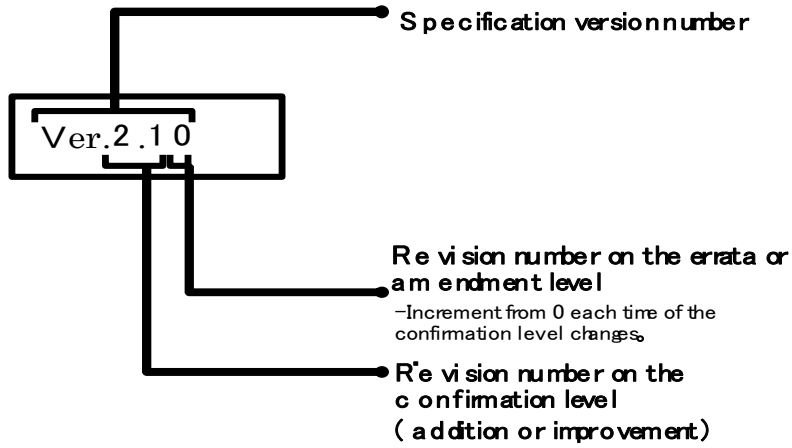 Specification version number
Ver.2.10
Revision number on the errata or
amendment level
-Increment from 0 each time of the
confirmation level changes。
Revision number on the
confirmation level
(addition or improvement)